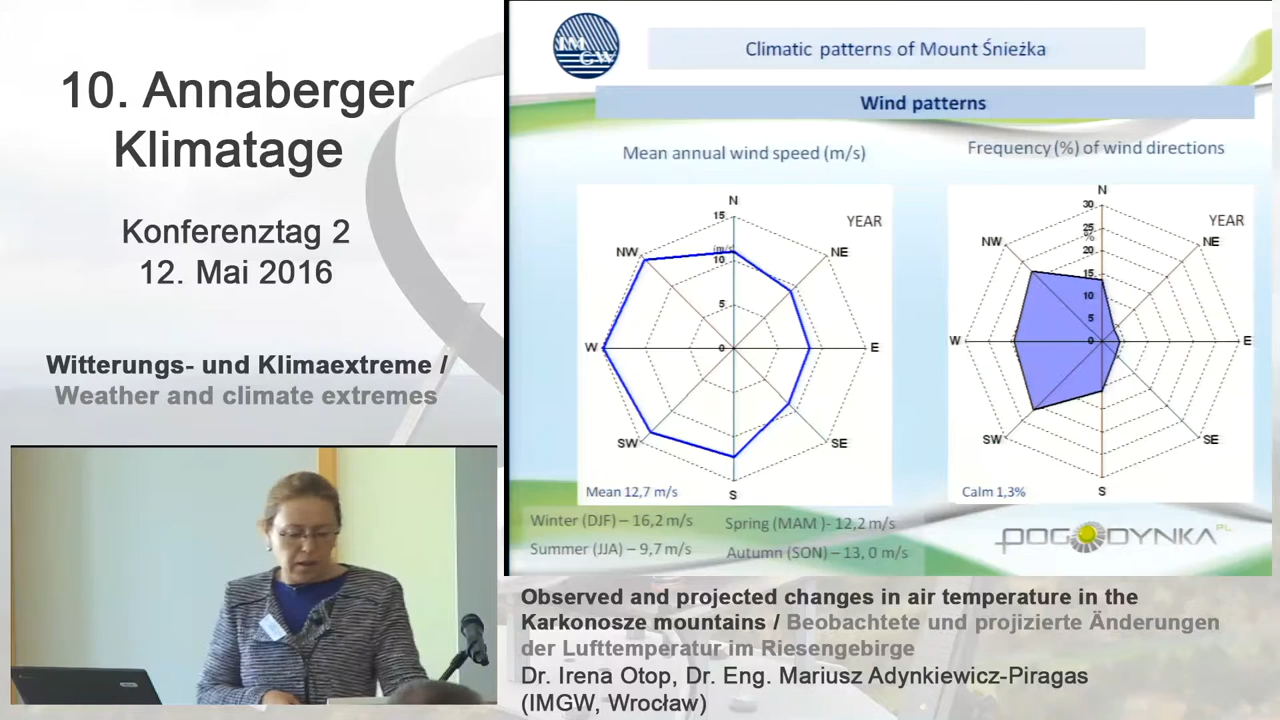 10. Annaberger
Klimatage
Konferenztag 2
12. Mai 2016
Witterungs- und Klimaextreme /
Weather and climate extremes
IM
GW
Climatic patterns of Mount Śnieżka
Wind patterns
Mean annual wind speed (m/s)
N
15
YEAR
NW
(m/s)
NE
10
5
W
0
E
SW
SE
Mean 12,7 m/s
S
Frequency (%) of wind directions
N
30
YEAR
25
%
NW
NE
20
15
10
5
W
0
E
SW
SE
Calm 1,3%
S
Winter (DJF) – 16,2 m/s
Spring (MAM )- 12,2 m/s
Summer (JJA) – 9,7 m/s
Autumn (SON) – 13, 0 m/s
POGODYNKA.PL
Observed and projected changes in air temperature in the
Karkonosze mountains / Beobachtete und projizierte Änderungen
der Lufttemperatur im Riesengebirge
Dr. Irena Otop, Dr. Eng. Mariusz Adynkiewicz-Piragas
(IMGW, Wrocław)